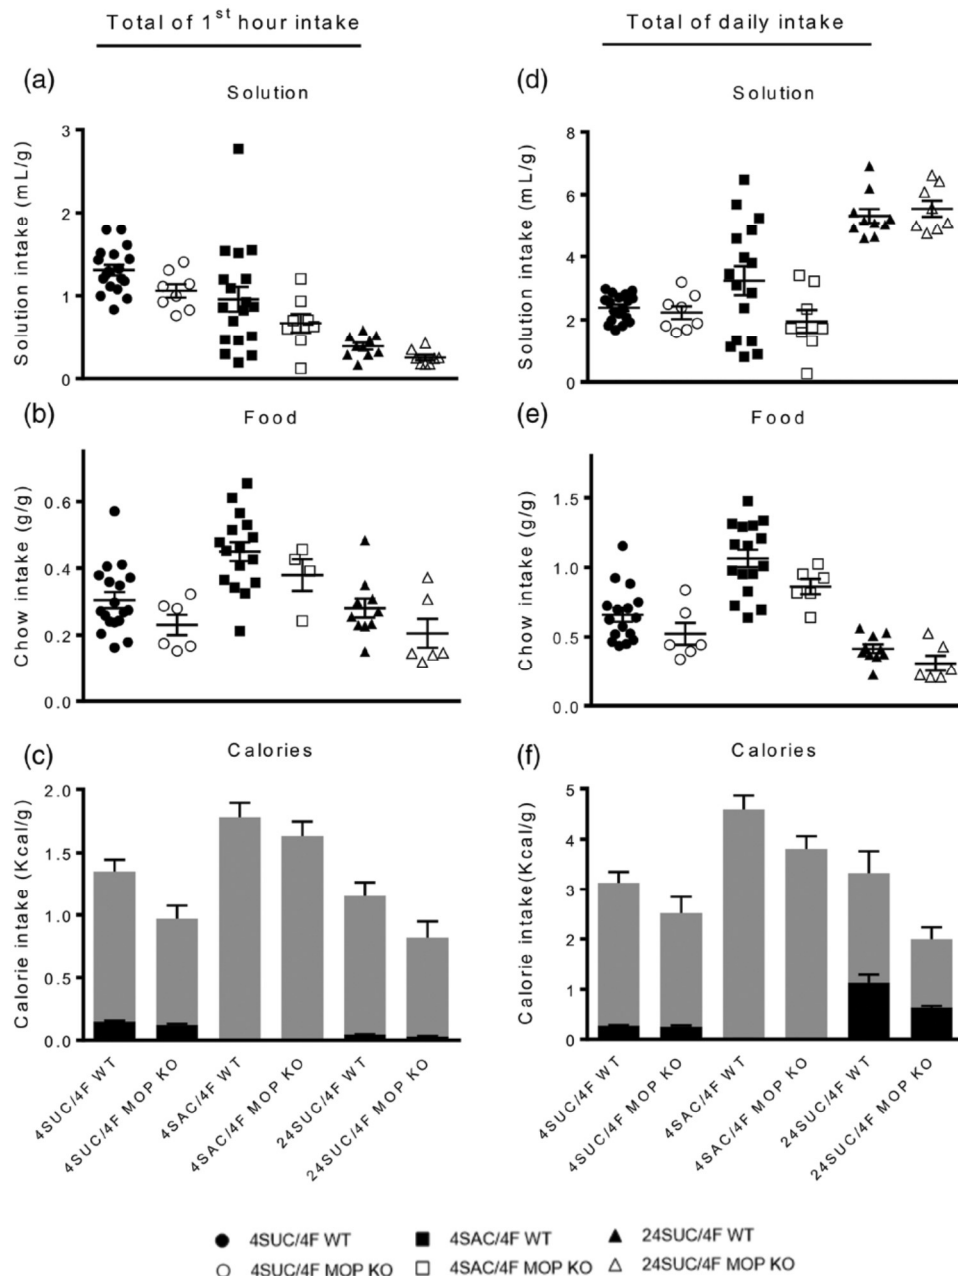 Total of 1st hour intake
Total of daily intake
(a)
Solution
Solution intake (mL/g)
3
2
1
0
(d)
Solution
Solution intake (mL/g)
8
6
4
2
0
(b)
Food
Chow intake (g/g)
0.6
0.4
0.2
0.0
(e)
Food
Chow intake (g/g)
1.5
1.0
0.5
0.0
(c)
Calories
Calorie intake (Kcal/g)
2.0
1.5
1.0
0.5
0.0
4SUC/4F WT
4SUC/4F MOP KO
4SAC/4F WT
4SAC/4F MOP KO
24SUC/4F WT
24SUC/4F MOP KO
(f)
Calories
Calorie intake(Kcal/g)
5
4
3
2
1
0
4SUC/4F WT
4SUC/4F MOP KO
4SAC/4F WT
4SAC/4F MOP KO
24SUC/4F WT
24SUC/4F MOP KO
4SUC/4F WT
4SAC/4F WT
24SUC/4F WT
4SUC/4F MOP KO
4SAC/4F MOP KO
24SUC/4F MOP KO